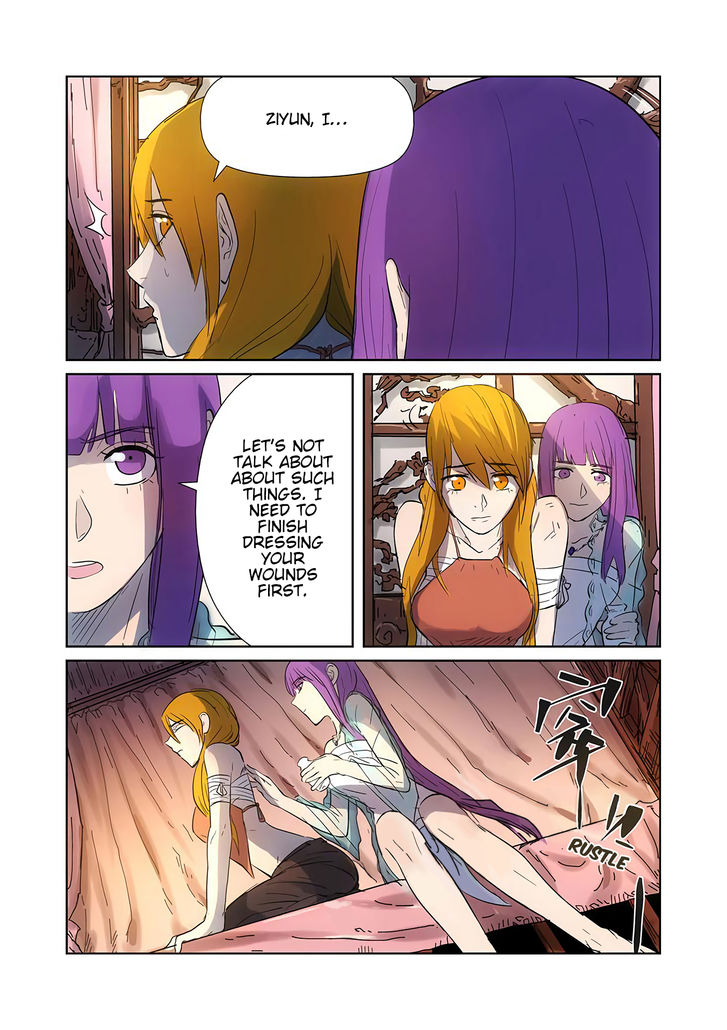 ZIYUN, I...
LET'S NOT
TALK ABOUT
ABOUT SUCH
THINGS. I
NEED TO
FINISH
DRESSING
YOUR
WOUNDS
FIRST.
RUSTLE